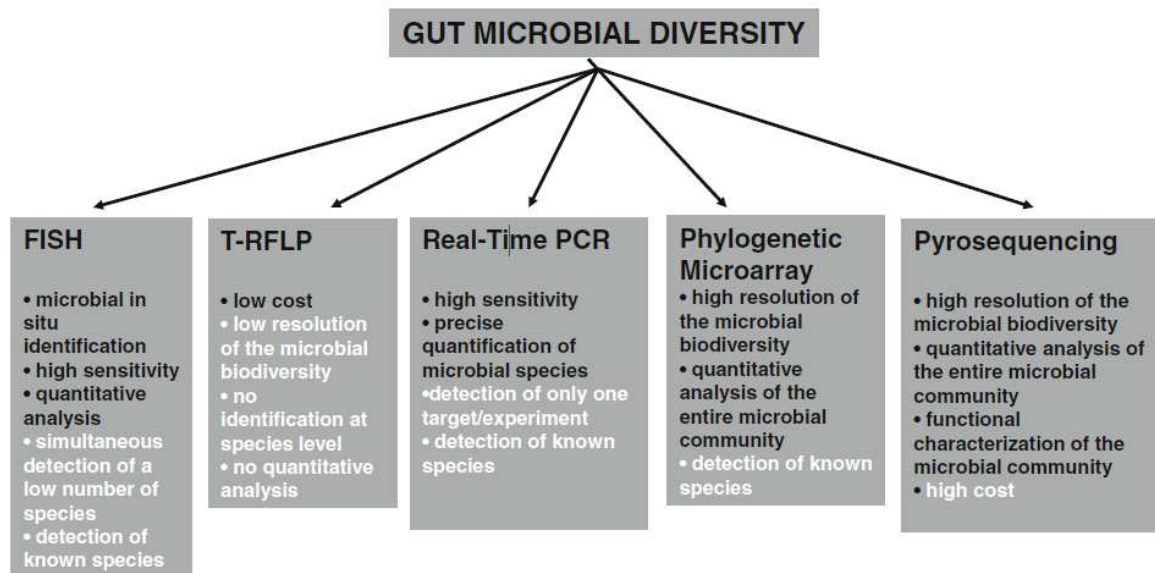 GUT MICROBIAL DIVERSITY
FISH
• microbial in
situ
identification
• high sensitivity
• quantitative
analysis
• simultaneous
detection of a
low number of
species
• detection of
known species
T-RFLP
• low cost
• low resolution
of the microbial
biodiversity
• no
identification at
species level
• no quantitative
analysis
Real-Time PCR
• high sensitivity
• precise
quantification of
microbial species
•detection of only one
target/experiment
• detection of known
species
Phylogenetic
Microarray
• high resolution of
the microbial
biodiversity
• quantitative
analysis of the
entire microbial
community
• detection of known
species
Pyrosequencing
• high resolution of the
microbial biodiversity
• quantitative analysis of
the entire microbial
community
• functional
characterization of the
microbial community
• high cost